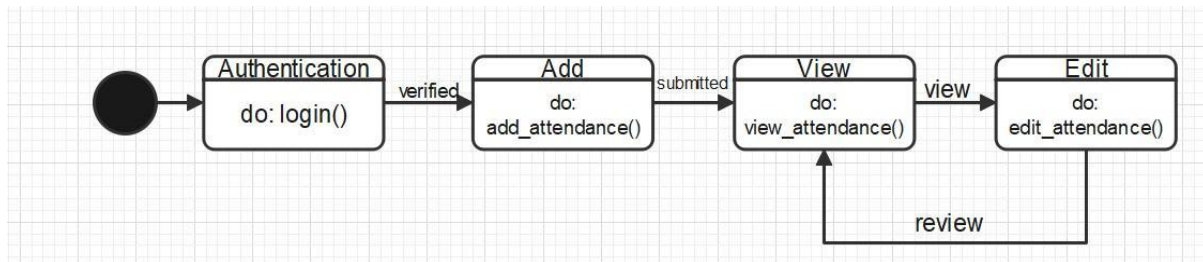 Authentication
do: login()
verified
Add
do:
add_attendance()
submitted
View
do:
view_attendance()
view
Edit
do:
edit_attendance()
review